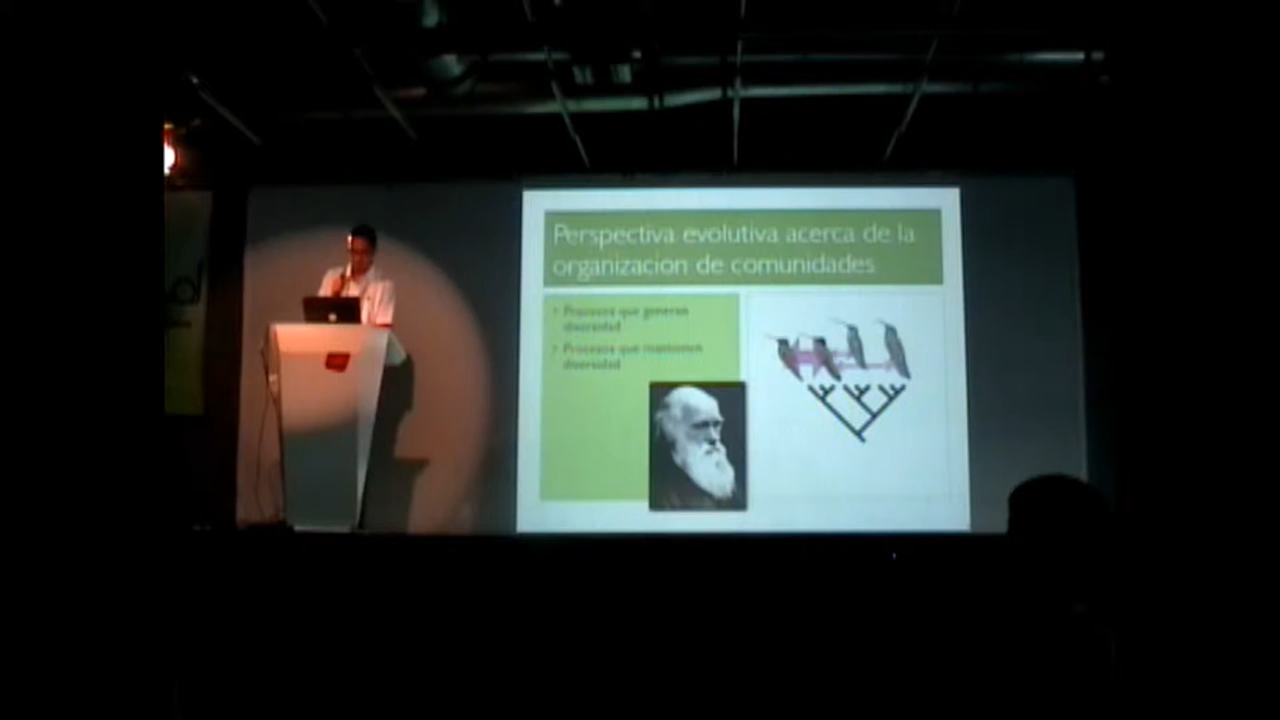 Perspectiva evolutiva acerca de la
organizacion de comunidades
• Procesos que generan
diversidad
• Procesos que mantienen
diversidad